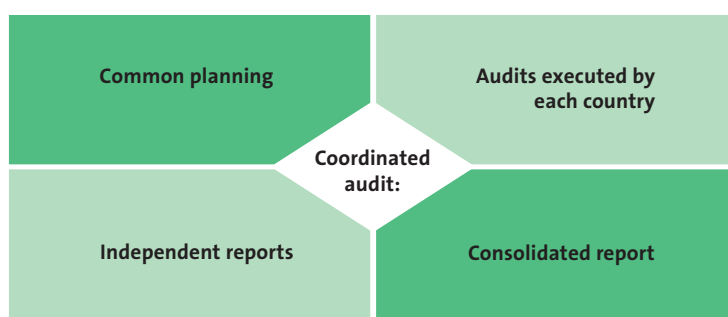 Common planning
Audits executed by
each country
Coordinated
audit:
Independent reports
Consolidated report